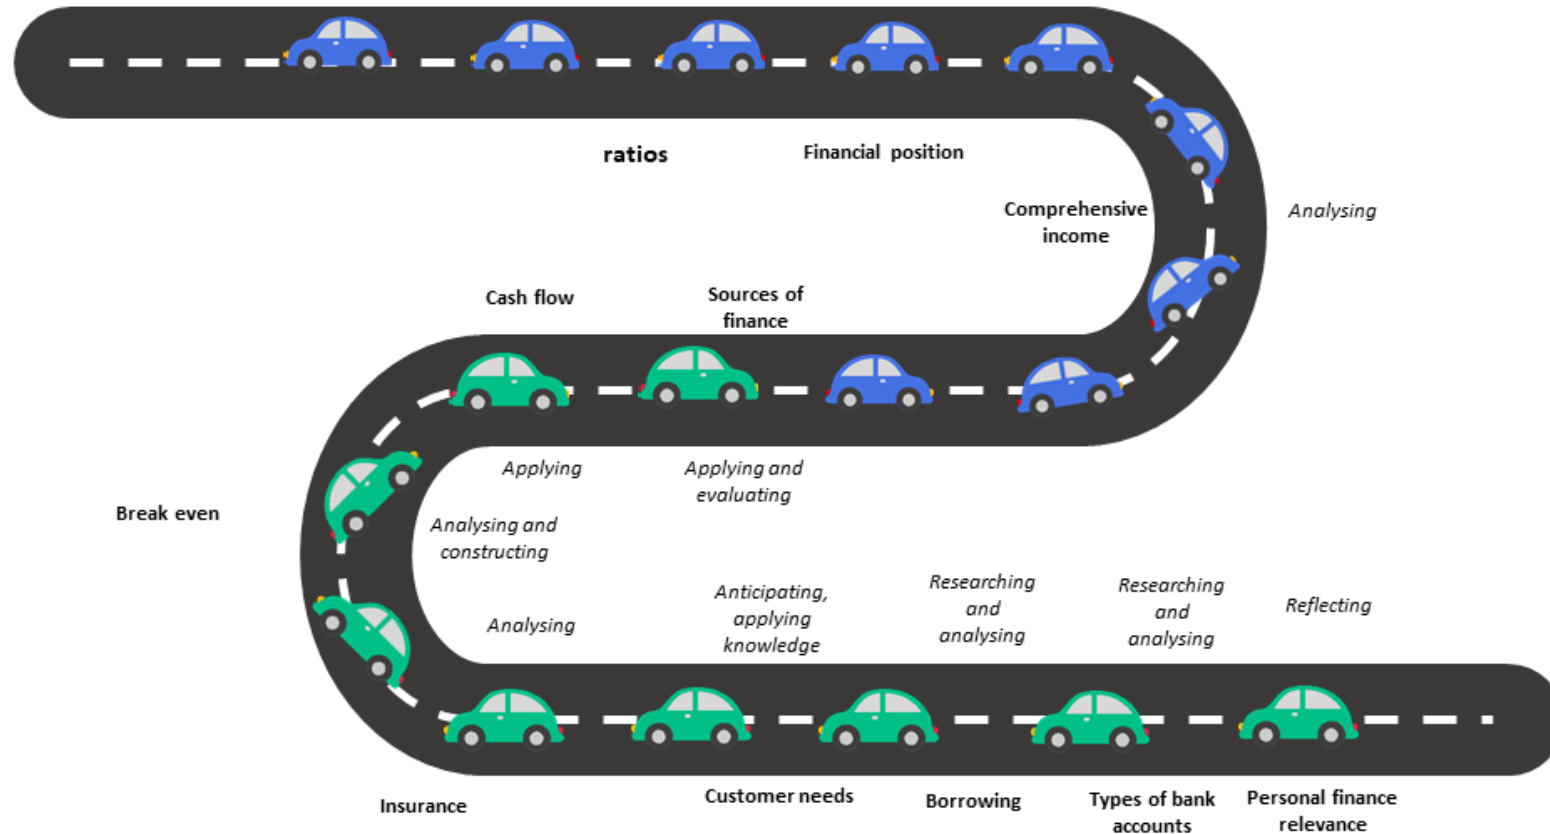 ratios
Financial position
Comprehensive
income
Analysing
Cash flow
Sources of
finance
Applying
Applying and
evaluating
Break even
Analysing and
constructing
Analysing
Anticipating,
applying
knowledge
Researching
and
analysing
Researching
and
analysing
Reflecting
Insurance
Customer needs
Borrowing
Types of bank
accounts
Personal finance
relevance